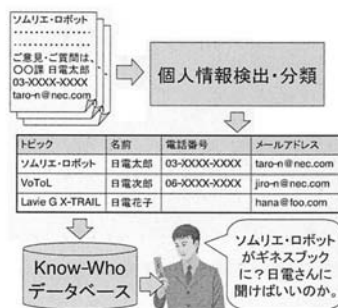 ソムリエ・ロボット
ご意見・ご質問は、
〇〇課 日電太郎
03-XXXX-XXXX
taro-n@nec.com
個人情報検出・分類
トピック 名前 電話番号 メールアドレス
ソムリエ・ロボット 日電太郎 03-XXXX-XXXX taro-n@nec.com
VoToL 日電次郎 06-XXXX-XXXX jiro-n@nec.com
Lavie G X-TRAIL 日電花子 hana@foo.com
Know-Who
データベース
ソムリエ・ロボット
がギネスブック
に？日電さんに
聞けばいいのか。